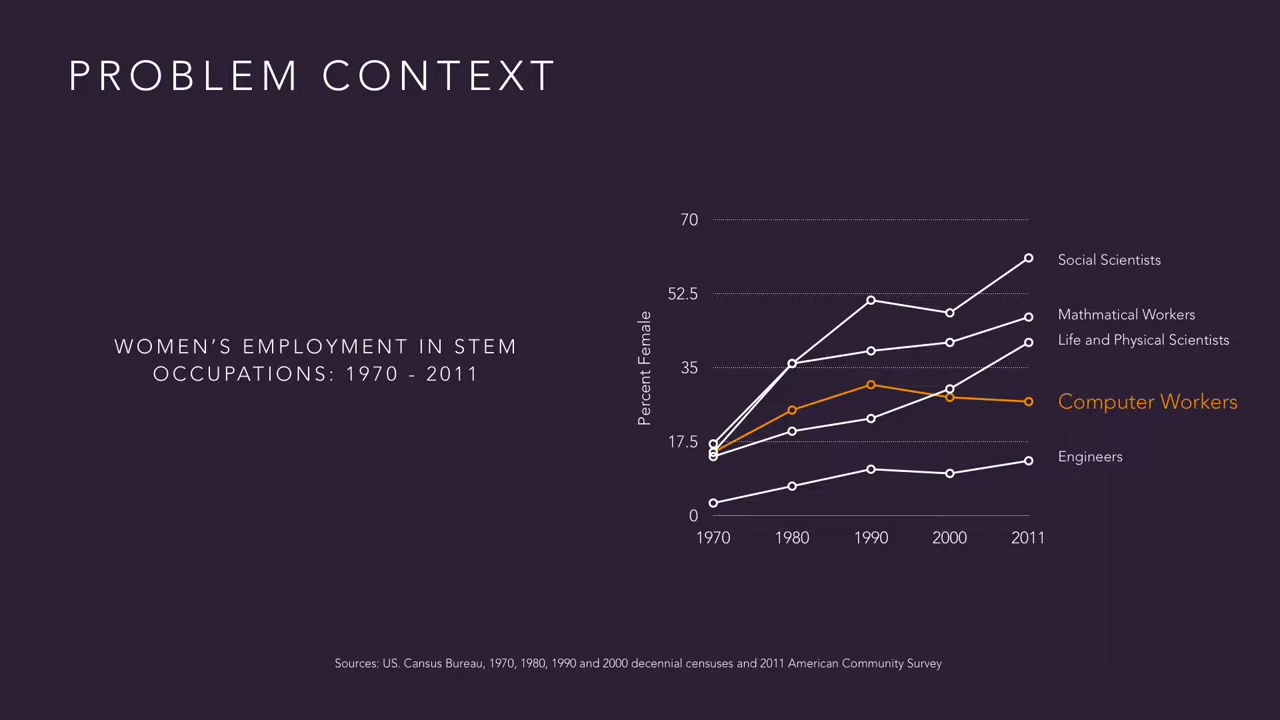 PROBLEM CONTEXT
WOMEN'S EMPLOYMENT IN STEM
OCCUPATIONS: 1970 - 2011
Percent Female
70
52.5
35
17.5
0
1970 1980 1990 2000 2011
Social Scientists
Mathmatical Workers
Life and Physical Scientists
Computer Workers
Engineers
Sources: US. Cansus Bureau, 1970, 1980, 1990 and 2000 decennial censuses and 2011 American Community Survey